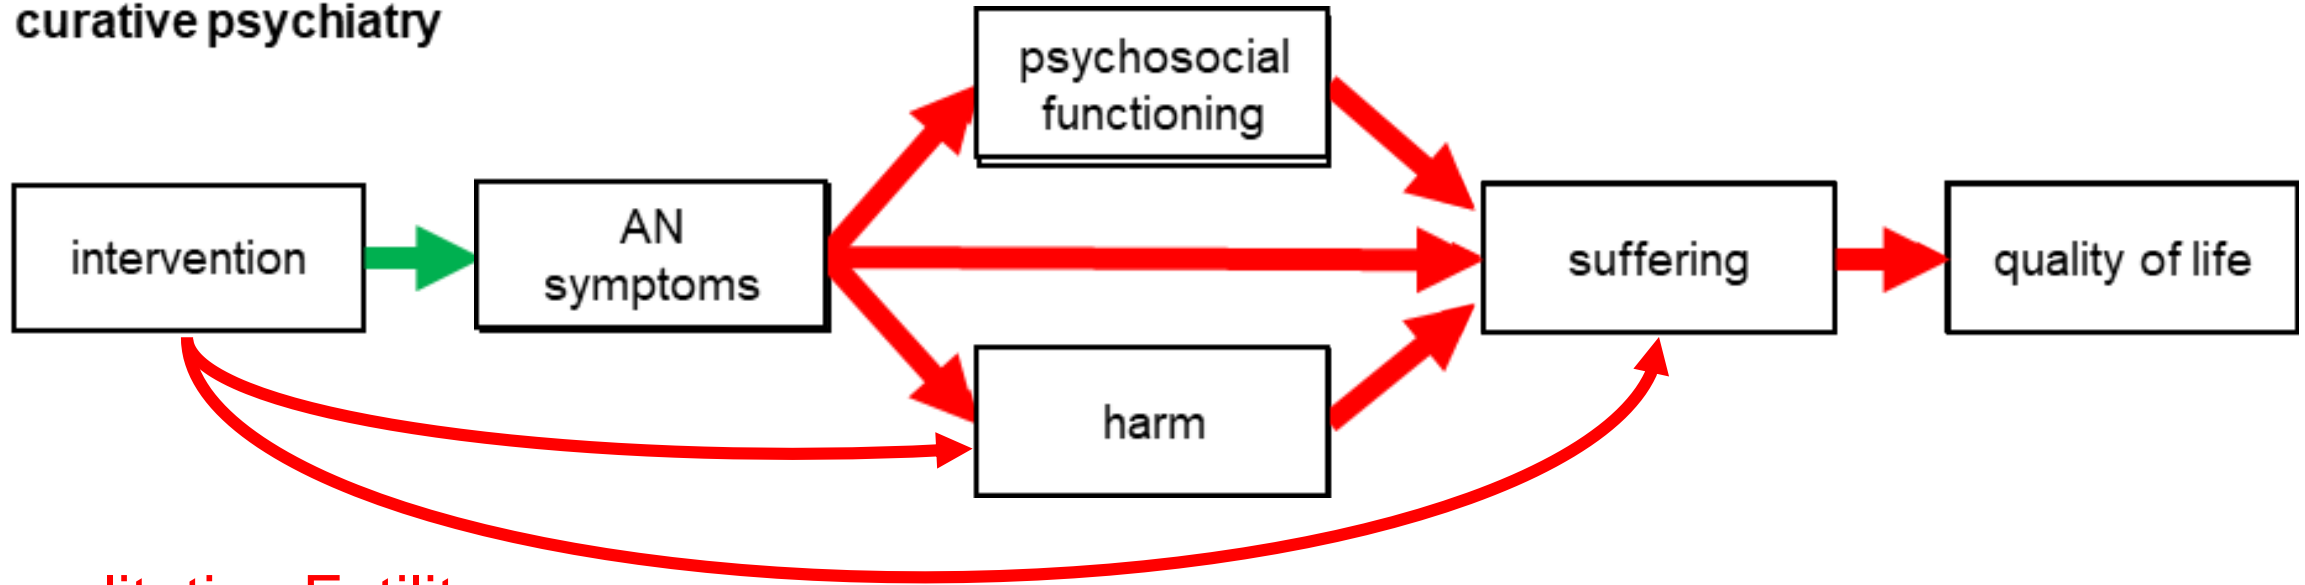 curative psychiatry
psychosocial
functioning
intervention
AN
symptoms
suffering
quality of life
harm